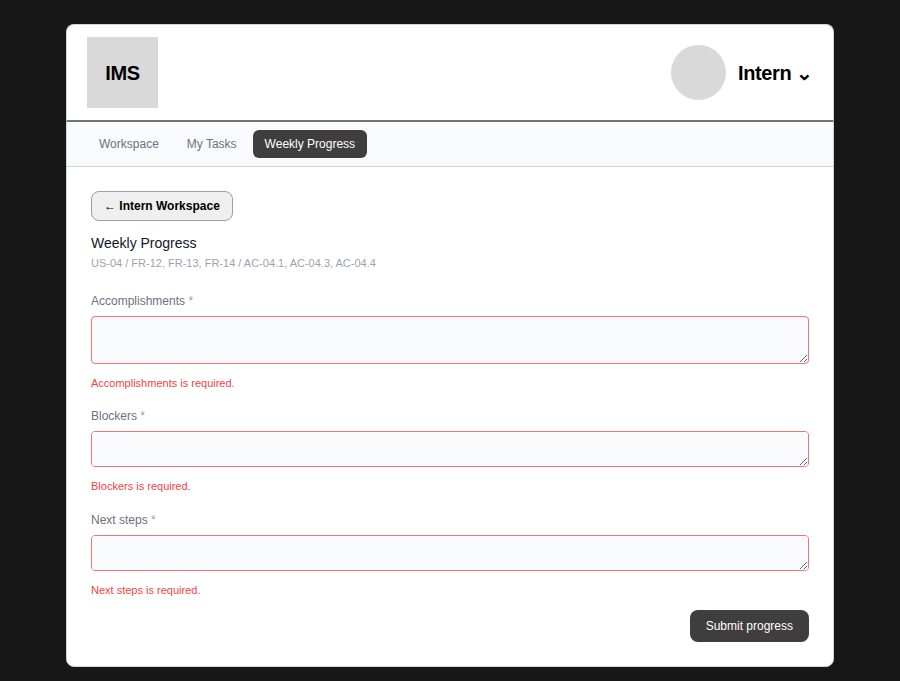 IMS
Intern
Workspace My Tasks Weekly Progress
← Intern Workspace
Weekly Progress
US-04 / FR-12, FR-13, FR-14 / AC-04.1, AC-04.3, AC-04.4
Accomplishments *
Accomplishments is required.
Blockers *
Blockers is required.
Next steps *
Next steps is required.
Submit progress